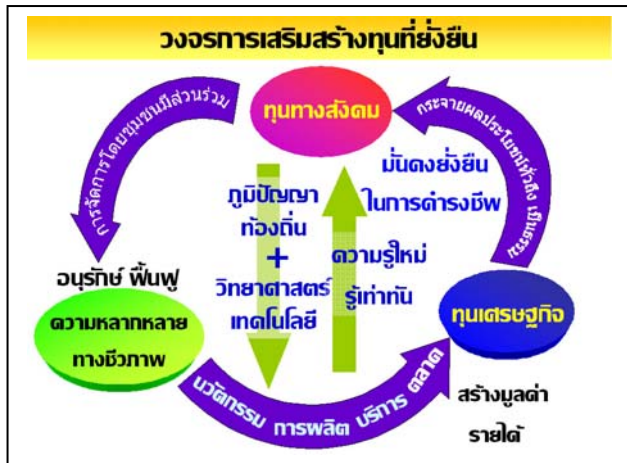 วงจรการเสริมสร้างทุนที่ยั่งยืน
ทุนทางสังคม
การจัดการโดยชุมชนมีส่วนร่วม
กระจายผลประโยชน์ทั่วถึง เป็นธรรม
มั่นคงยั่งยืน
ในการดำรงชีพ
ภูมิปัญญา
ท้องถิ่น
+
วิทยาศาสตร์
เทคโนโลยี
ความรู้ใหม่
รู้เท่าทัน
อนุรักษ์ ฟื้นฟู
ความหลากหลาย
ทางชีวภาพ
ทุนเศรษฐกิจ
นวัตกรรม การผลิต บริการ ตลาด
สร้างมูลค่า
รายได้